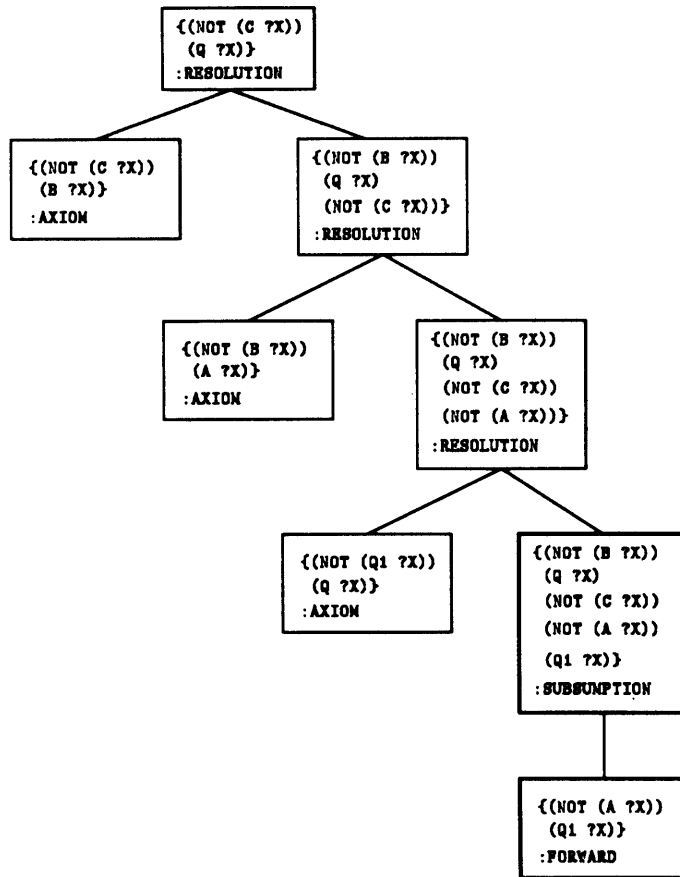 {(NOT (C ?X))
(Q ?X)}
:RESOLUTION
{(NOT (C ?X))
(B ?X)}
:AXIOM
{(NOT (B ?X))
(Q ?X)
(NOT (C ?X))}
:RESOLUTION
{(NOT (B ?X))
(A ?X)}
:AXIOM
{(NOT (B ?X))
(Q ?X)
(NOT (C ?X))
(NOT (A ?X))}
:RESOLUTION
{(NOT (Q1 ?X))
(Q ?X)}
:AXIOM
{(NOT (B ?X))
(Q ?X)
(NOT (C ?X))
(NOT (A ?X))
(Q1 ?X)}
:SUBSUMPTION
{(NOT (A ?X))
(Q1 ?X)}
:FORWARD